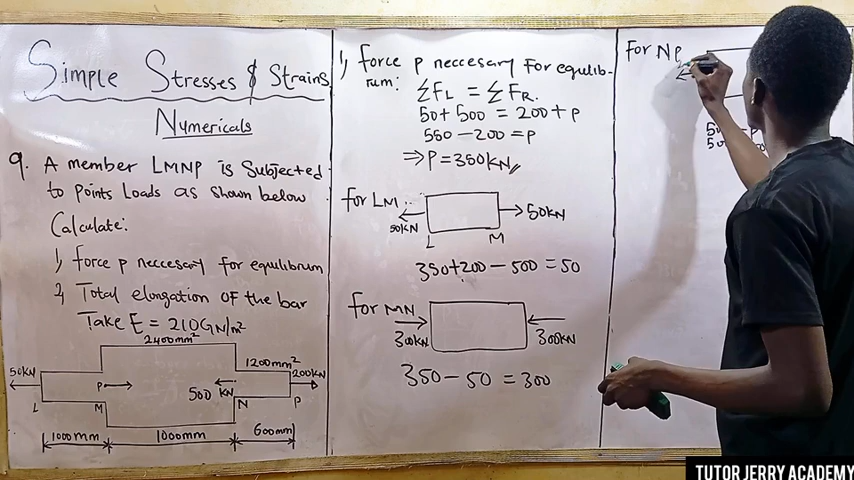 Simple Stresses & Strains
Numericals
9. A member LMNP is subjected
to points Loads as shown below
Calculate:
1, force p neccesary for equilibrum
2, Total elongation OF the bar
Take E = 210GN/m²
2400mm²
1200mm²
50KN
200KN
P
500 KN
L
M
N
P
1000mm
1000mm
600mm
1, force p neccesary For equlib-
rum:
∑FL = ∑FR.
50+500 = 200+P
550-200=P
⇒P=350KN//
for LM:
50KN
50KN
L
M
350+200-500=50
for MN
300KN
300KN
350-50=300
For NP
TUTOR JERRY ACADEMY